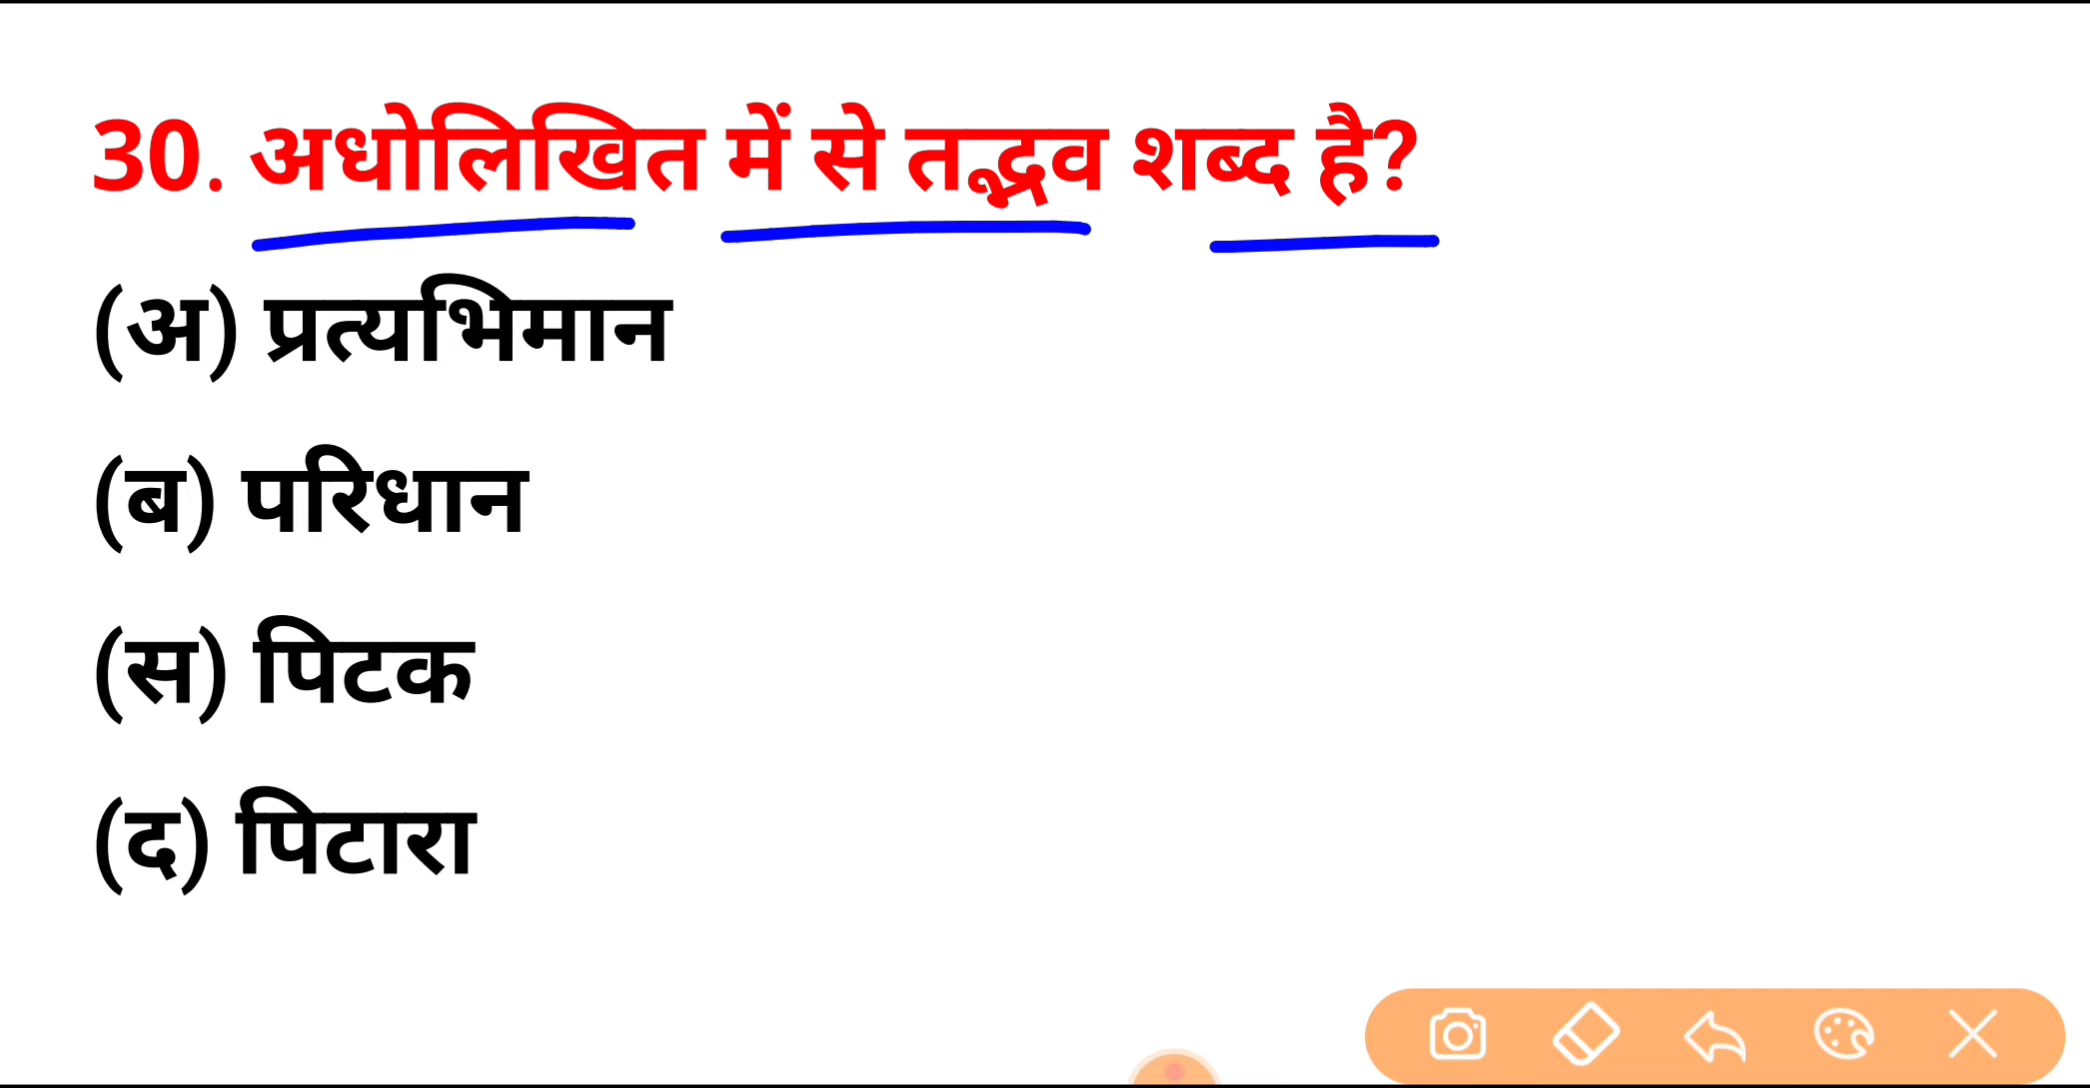 30. अधोलिखित में से तद्भव शब्द है?
(अ) प्रत्यभिमान
(ब) परिधान
(स) पिटक
(द) पिटारा